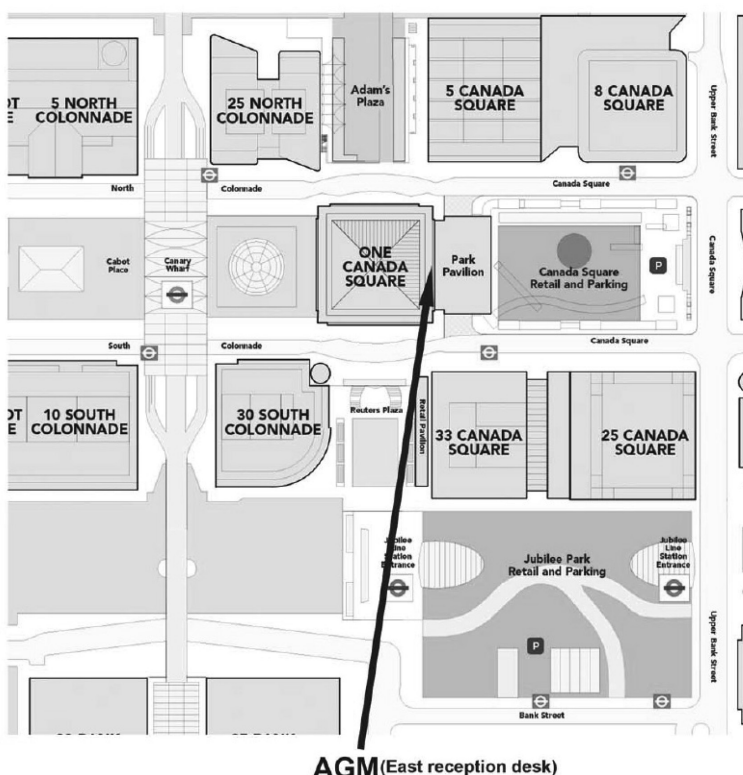 5 NORTH
COLONNADE
25 NORTH
COLONNADE
Adam's
Plaza
5 CANADA
SQUARE
8 CANADA
SQUARE
Upper Bank Street
North
Colonnade
Canada Square
Cabot
Place
Canary
Wharf
ONE
CANADA
SQUARE
Park
Pavilion
Canada Square
Retail and Parking
P
Canada Square
South
Colonnade
Canada Square
10 SOUTH
COLONNADE
30 SOUTH
COLONNADE
Reuters Plaza
Retail Pavilion
33 CANADA
SQUARE
25 CANADA
SQUARE
Jubilee
Line
Station
Entrance
Jubilee Park
Retail and Parking
Jubilee
Line
Station
Entrance
P
Upper Bank Street
Bank Street
AGM (East reception desk)